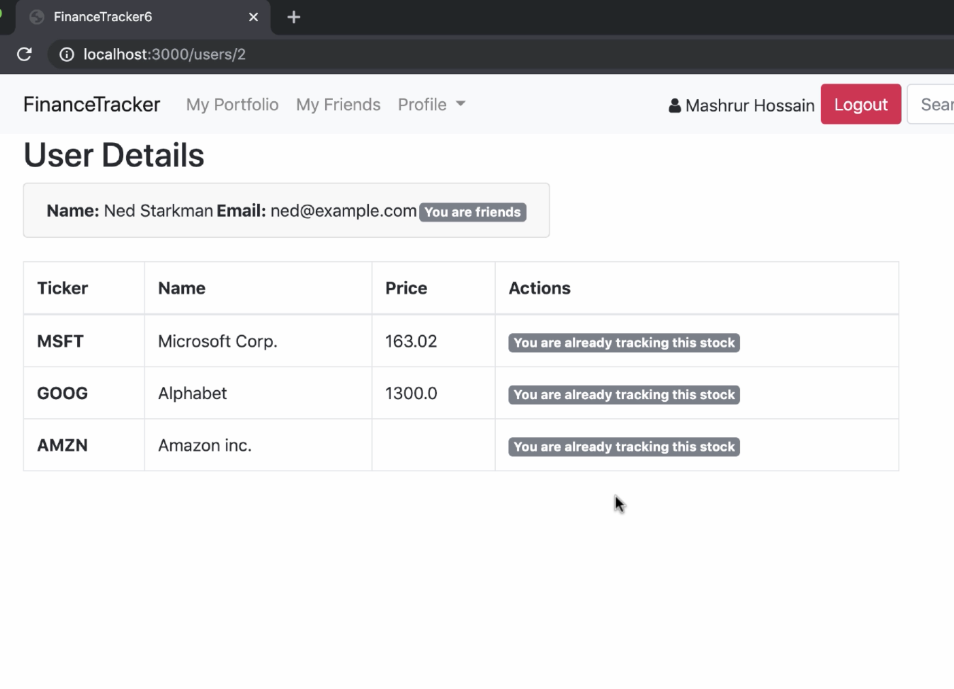 FinanceTracker6
localhost:3000/users/2
FinanceTracker My Portfolio My Friends Profile Mashrur Hossain Logout
User Details
Name: Ned Starkman Email: ned@example.com You are friends
Ticker Name Price Actions
MSFT Microsoft Corp. 163.02 You are already tracking this stock
GOOG Alphabet 1300.0 You are already tracking this stock
AMZN Amazon inc. You are already tracking this stock